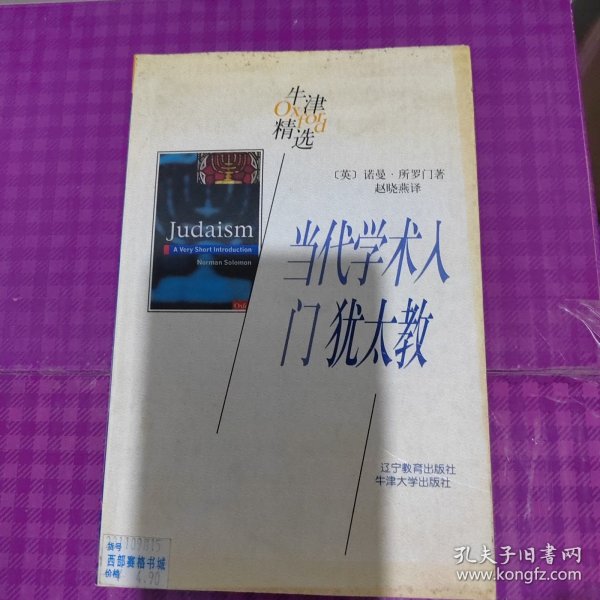 牛津
Oxford
精选
〔英〕诺曼·所罗门著
赵晓燕译
Judaism
A Very Short Introduction
Norman Solomon
当代学术入
门 犹太教
辽宁教育出版社
牛津大学出版社
货号
西部赛格书城
价格 4.90
孔夫子旧书网
www.kongfz.com